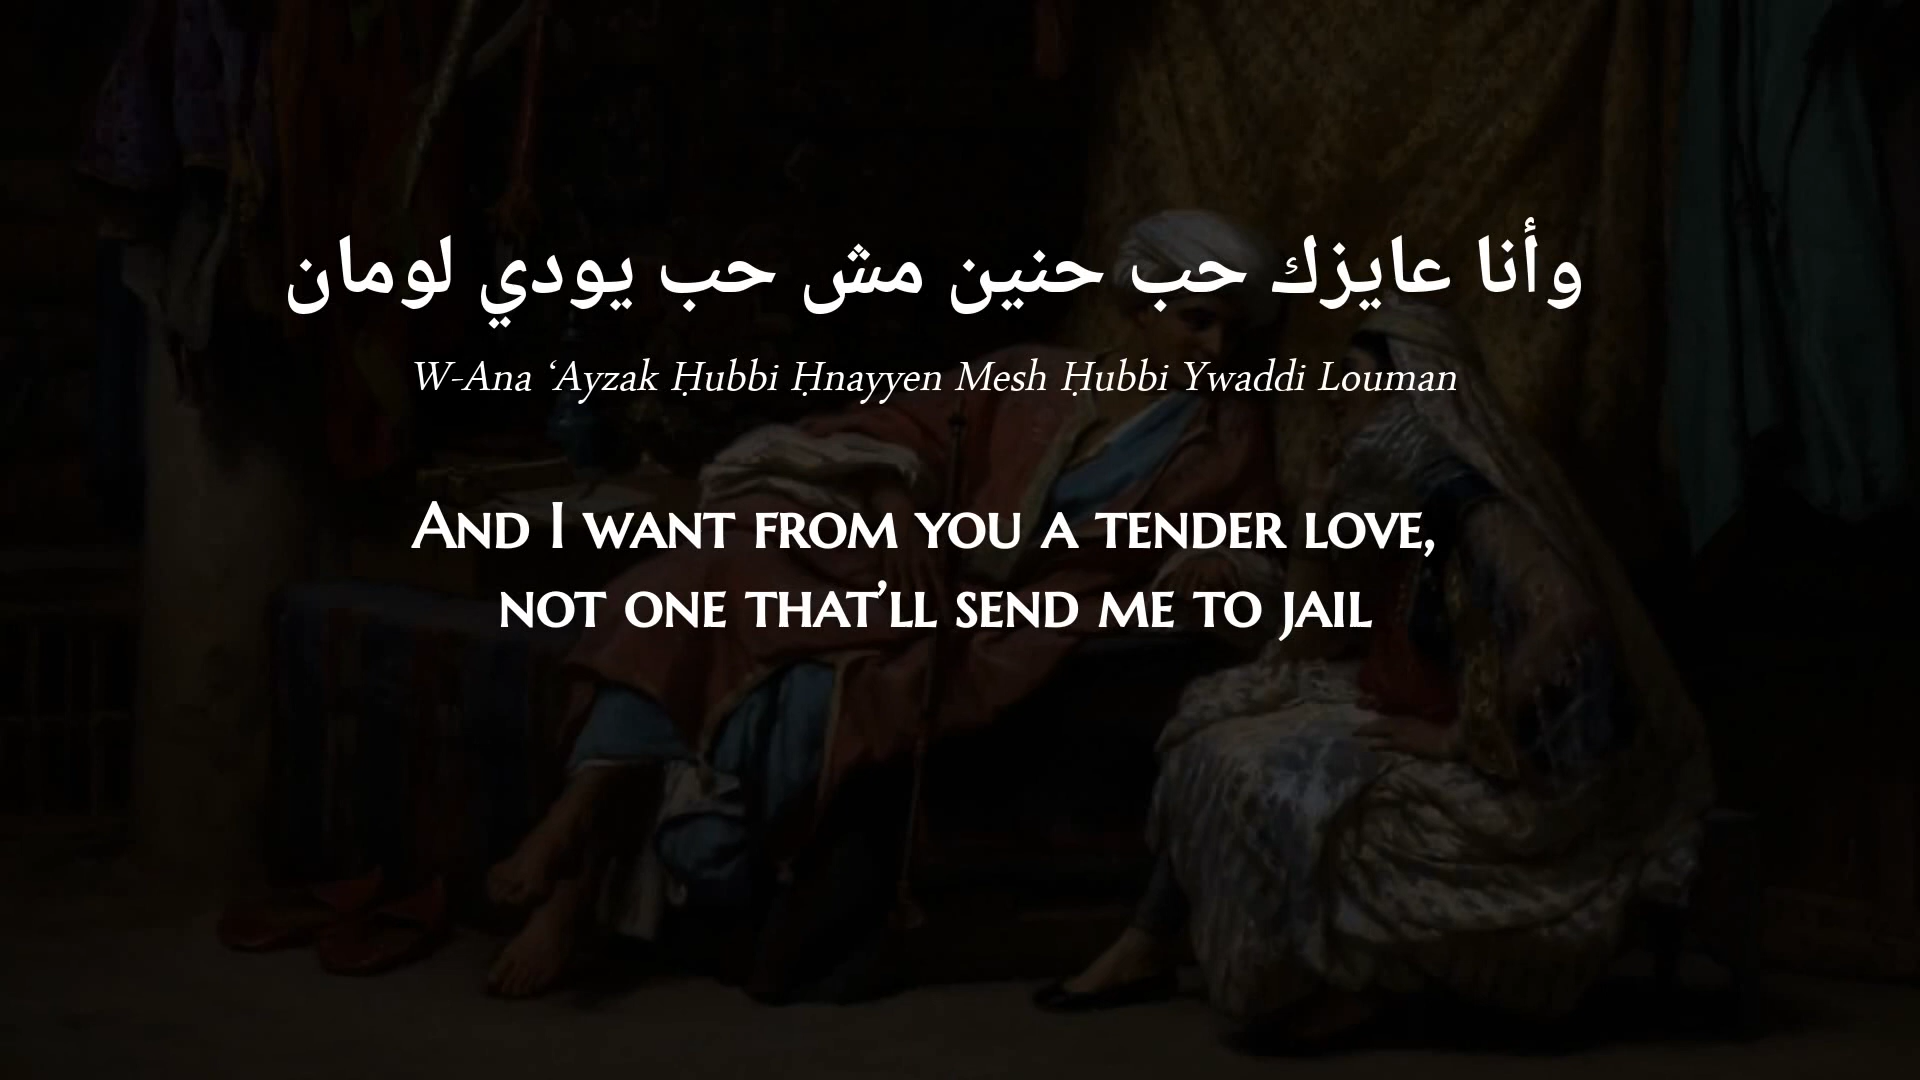 وأنا عايزك حب حنين مش حب يودي لومان
W-Ana ‘Ayzak Ḥubbi Ḥnayyen Mesh Ḥubbi Ywaddi Louman
And I want from you a tender love,
not one that’ll send me to jail